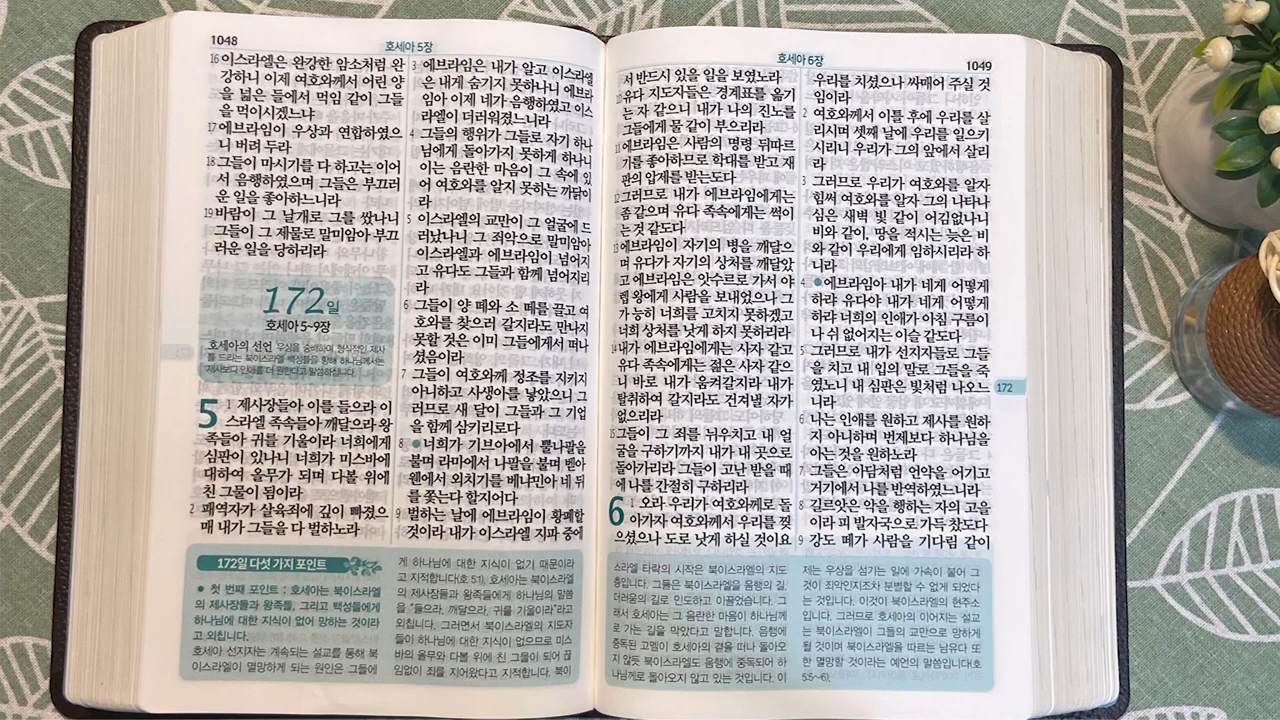 1048
호세아 5장
16 이스라엘은 완강한 암소처럼 완
강하니 이제 여호와께서 어린 양
을 넓은 들에서 먹임 같이 그들
을 먹이시겠느냐
17 에브라임이 우상과 연합하였으
니 버려 두라
18 그들이 마시기를 다 하고는 이어
서 음행하였으며 그들은 부끄러
운 일을 좋아하느니라
19 바람이 그 날개로 그를 쌌나니
그들이 그 제물로 말미암아 부끄
러운 일을 당하리라
172일
호세아 5~9장
호세아의 선언 우상을 숭배하며 형식적인 제사
를 드리는 북이스라엘 백성들을 향해 하나님께서는
제사보다 인애를 더 원한다고 말씀하십니다.
5 1 제사장들아 이를 들으라 이
스라엘 족속들아 깨달으라 왕
족들아 귀를 기울이라 너희에게
심판이 있나니 너희가 미스바에
대하여 올무가 되며 다볼 위에
친 그물이 됨이라
2 패역자가 살육죄에 깊이 빠졌으
매 내가 그들을 다 벌하노라
3 에브라임은 내가 알고 이스라엘
은 내게 숨기지 못하나니 에브라
임아 이제 네가 음행하였고 이스
라엘이 더러워졌느니라
4 그들의 행위가 그들로 자기 하나
님에게 돌아가지 못하게 하나니
이는 음란한 마음이 그 속에 있
어 여호와를 알지 못하는 까닭이
라
5 이스라엘의 교만이 그 얼굴에 드
러났나니 그 죄악으로 말미암아
이스라엘과 에브라임이 넘어지
고 유다도 그들과 함께 넘어지리
라
6 그들이 양 떼와 소 떼를 끌고 여
호와를 찾으러 갈지라도 만나지
못할 것은 이미 그들에게서 떠나
셨음이라
7 그들이 여호와께 정조를 지키지
아니하고 사생아를 낳았으니 그
러므로 새 달이 그들과 그 기업
을 함께 삼키리로다
8 ●너희가 기브아에서 뿔나팔을
불며 라마에서 나팔을 불며 벧아
웬에서 외치기를 베냐민아 네 뒤
를 쫓는다 할지어다
9 벌하는 날에 에브라임이 황폐할
것이라 내가 이스라엘 지파 중에
172일 다섯 가지 포인트
● 첫 번째 포인트 : 호세아는 북이스라엘
의 제사장들과 왕족들, 그리고 백성들에게
하나님에 대한 지식이 없어 망하는 것이라
고 외칩니다.
호세아 선지자는 계속되는 설교를 통해 북
이스라엘이 멸망하게 되는 원인은 그들에
게 하나님에 대한 지식이 없기 때문이라
고 지적합니다(호 5:1). 호세아는 북이스라엘
의 제사장들과 왕족들에게 하나님의 말씀
을 "들으라, 깨달으라, 귀를 기울이라"라고
외칩니다. 그러면서 북이스라엘의 지도자
들이 하나님에 대한 지식이 없으므로 미스
바의 올무와 다볼 위에 친 그물이 되어 끊
임없이 죄를 지어왔다고 지적합니다. 북이
호세아 6장
1049
서 반드시 있을 일을 보였노라
10 유다 지도자들은 경계표를 옮기
는 자 같으니 내가 나의 진노를
그들에게 물 같이 부으리라
11 에브라임은 사람의 명령 뒤따르
기를 좋아하므로 학대를 받고 재
판의 압제를 받는도다
12 그러므로 내가 에브라임에게는
좀 같으며 유다 족속에게는 썩이
는 것 같도다
13 에브라임이 자기의 병을 깨달으
며 유다가 자기의 상처를 깨달았
고 에브라임은 앗수르로 가서 야
렙 왕에게 사람을 보내었으나 그
가 능히 너희를 고치지 못하겠고
너희 상처를 낫게 하지 못하리라
14 내가 에브라임에게는 사자 같고
유다 족속에게는 젊은 사자 같으
니 바로 내가 움켜갈지라 내가
탈취하여 갈지라도 건져낼 자가
없으리라
15 그들이 그 죄를 뉘우치고 내 얼
굴을 구하기까지 내가 내 곳으로
돌아가리라 그들이 고난 받을 때
에 나를 간절히 구하리라
6 1 오라 우리가 여호와께로 돌
아가자 여호와께서 우리를 찢
으셨으나 도로 낫게 하실 것이요
우리를 치셨으나 싸매어 주실 것
임이라
2 여호와께서 이틀 후에 우리를 살
리시며 셋째 날에 우리를 일으키
시리니 우리가 그의 앞에서 살리
라
3 그러므로 우리가 여호와를 알자
힘써 여호와를 알자 그의 나타나
심은 새벽 빛 같이 어김없나니
비와 같이, 땅을 적시는 늦은 비
와 같이 우리에게 임하시리라 하
니라
4 ●에브라임아 내가 네게 어떻게
하랴 유다야 내가 네게 어떻게
하랴 너희의 인애가 아침 구름이
나 쉬 없어지는 이슬 같도다
5 그러므로 내가 선지자들로 그들
을 치고 내 입의 말로 그들을 죽
였노니 내 심판은 빛처럼 나오느
니라
6 나는 인애를 원하고 제사를 원하
지 아니하며 번제보다 하나님을
아는 것을 원하노라
7 그들은 아담처럼 언약을 어기고
거기에서 나를 반역하였느니라
8 길르앗은 악을 행하는 자의 고을
이라 피 발자국으로 가득 찼도다
9 강도 떼가 사람을 기다림 같이
172
스라엘 타락의 시작은 북이스라엘의 지도
층입니다. 그들은 북이스라엘을 음행의 길,
더러움의 길로 인도하고 이끌었습니다. 그
래서 호세아는 그 음란한 마음이 하나님께
로 가는 길을 막았다고 말합니다. 음행에
중독된 고멜이 호세아의 곁을 떠나 돌아오
지 않듯 북이스라엘도 음행에 중독되어 하
나님께로 돌아오지 않고 있는 것입니다. 이
제는 우상을 섬기는 일에 가속이 붙어 그
것이 죄악인지조차 분별할 수 없게 되었다
는 것입니다. 이것이 북이스라엘의 현주소
입니다. 그러므로 호세아의 이어지는 설교
는 북이스라엘이 그들의 교만으로 망하게
될 것이며 북이스라엘을 따르는 남유다 또
한 멸망할 것이라는 예언의 말씀입니다(호
5:5~6).